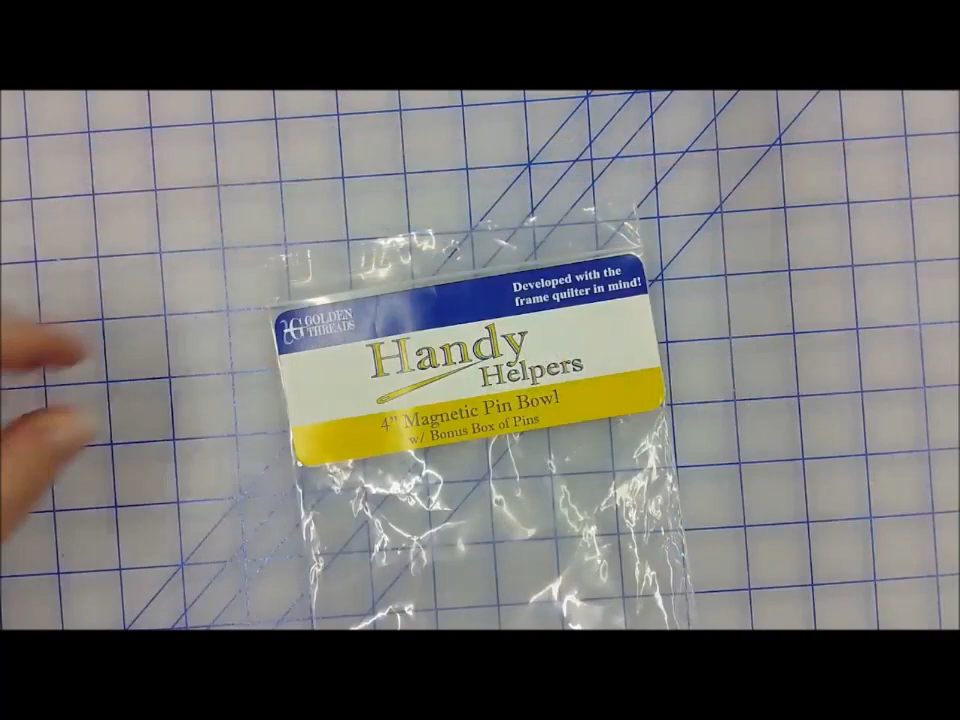 Developed with the
frame quilter in mind!
GOLDEN
THREADS
Handy
Helpers
4" Magnetic Pin Bowl
w/ Bonus Box of Pins